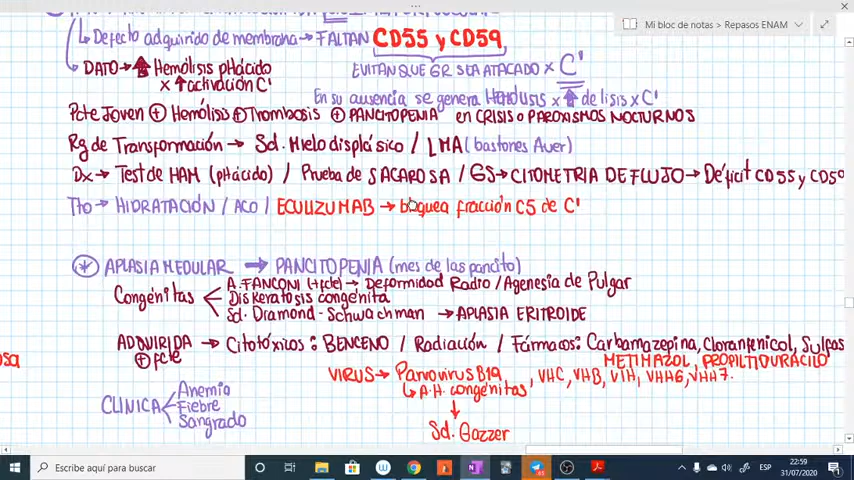 Mi bloc de notas > Repasos ENAM
↳ Defecto adquirido de membrana → FALTAN CD55 y CD59
EVITAN QUE GR SEA ATACADO x C'
DATO → ↑ Hemólisis pHácido
x ↑ activación C'
En su ausencia se genera HEMÓLISIS x ↑ de lisis x C'
Pcte Joven + Hemólisis + Trombosis + PANCITOPENIA en CRISIS o PAROXISMOS NOCTURNOS
Rg de Transformación → Sd. Mielodisplásico / LMA (bastones Auer)
Dx → Test de HAM (pHácido) / Prueba de SACAROSA / GS → CITOMETRIA DE FLUJO → Déficit CD55 y CD59
Tto → HIDRATACIÓN / ACO / ECULIZUMAB → bloquea fracción C5 de C'
* APLASIA MEDULAR → PANCITOPENIA (mes de las pancito)
Congénitas < A. FANCONI (+fcte) → Deformidad Radio / Agenesia de Pulgar
Diskeratosis congénita
Sd. Diamond-Schwachman → APLASIA ERITROIDE
ADQUIRIDA + fcte → Citotóxicos: BENCENO / Radiación / Fármacos: Carbamazepina, Cloranfenicol, Sulfas
METIMAZOL, PROPILTIOURACILO
VIRUS → Parvovirus B19, VHC, VHB, VIH, VHH6, VHH7.
↳ A.H. congénitas
↓
Sd. Gazzer
CLINICA < Anemia
Fiebre
Sangrado
Escribe aquí para buscar
ESP
22:59
31/07/2020